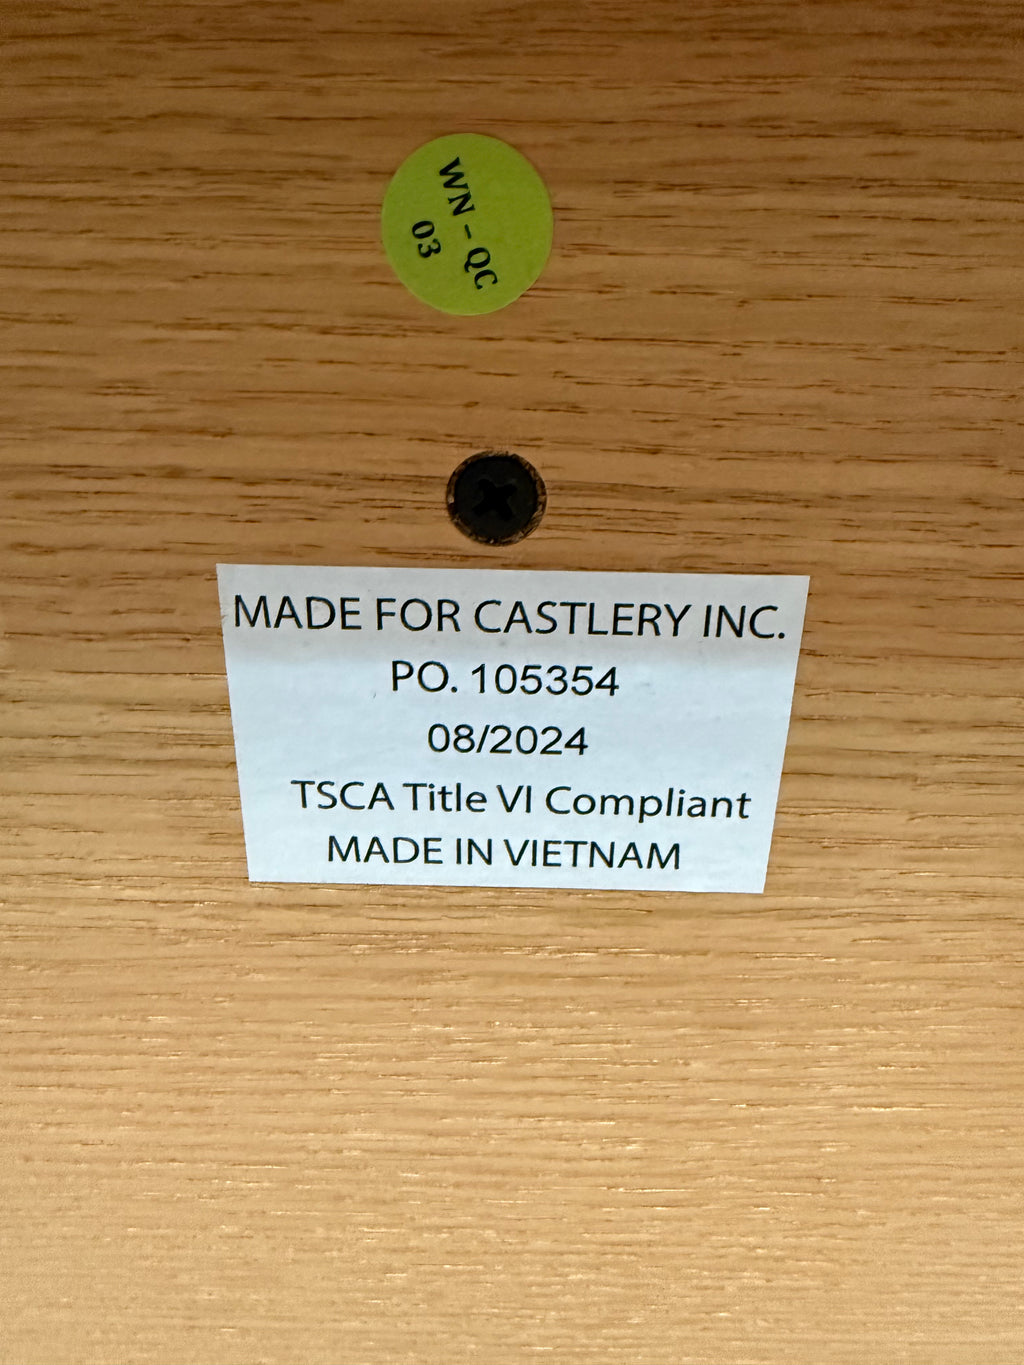 WN - QC
03
MADE FOR CASTLERY INC.
PO. 105354
08/2024
TSCA Title VI Compliant
MADE IN VIETNAM